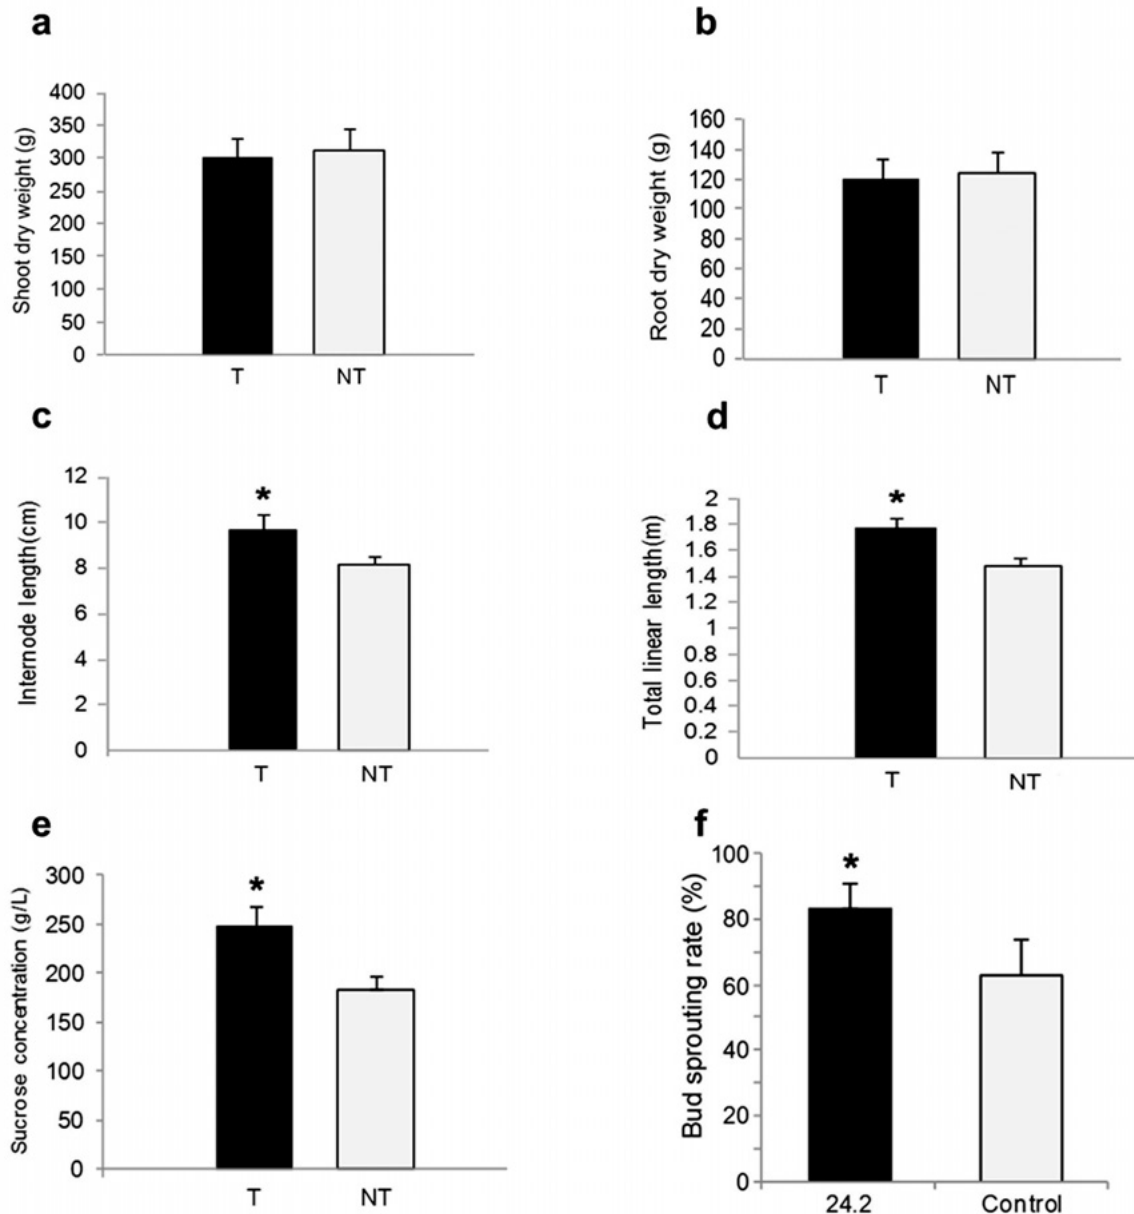 a
Shoot dry weight (g)
400
350
300
250
200
150
100
50
0
T NT
b
Root dry weight (g)
160
140
120
100
80
60
40
20
0
T NT
c
Internode length(cm)
12
10
8
6
4
2
0
*
T NT
d
Total linear length(m)
2
1.8
1.6
1.4
1.2
1
0.8
0.6
0.4
0.2
0
*
T NT
e
Sucrose concentration (g/L)
300
250
200
150
100
50
0
*
T NT
f
Bud sprouting rate (%)
100
80
60
40
20
0
*
24.2 Control